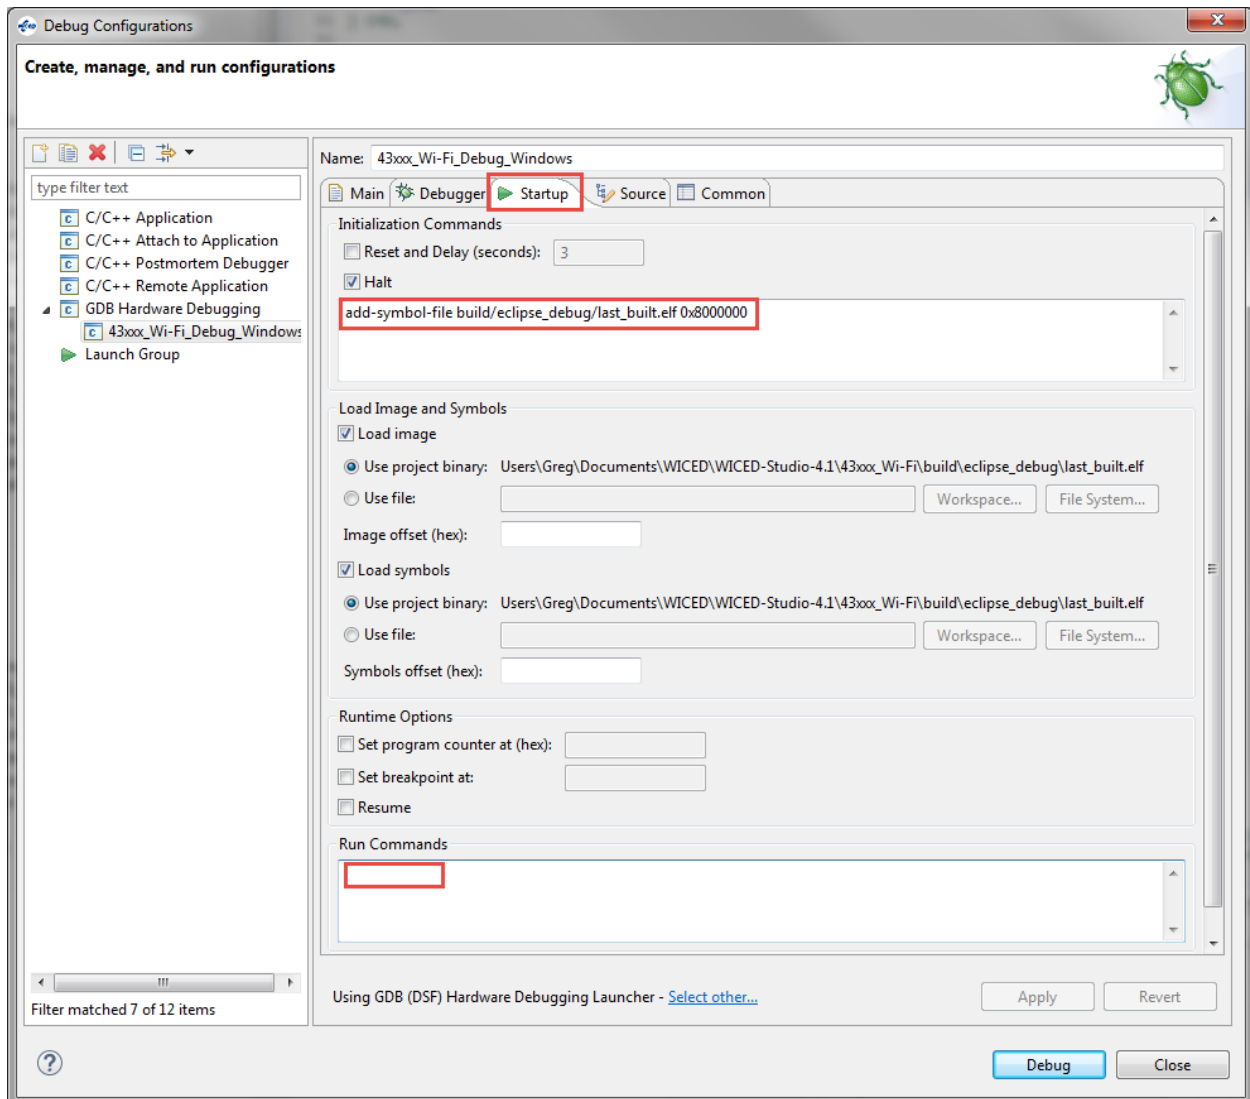 Debug Configurations
Create, manage, and run configurations
type filter text
C/C++ Application
C/C++ Attach to Application
C/C++ Postmortem Debugger
C/C++ Remote Application
GDB Hardware Debugging
43xxx_Wi-Fi_Debug_Windows
Launch Group
Filter matched 7 of 12 items
Name: 43xxx_Wi-Fi_Debug_Windows
Main Debugger Startup Source Common
Initialization Commands
Reset and Delay (seconds): 3
Halt
add-symbol-file build/eclipse_debug/last_built.elf 0x8000000
Load Image and Symbols
Load image
Use project binary: Users\Greg\Documents\WICED\WICED-Studio-4.1\43xxx_Wi-Fi\build\eclipse_debug\last_built.elf
Use file: Workspace... File System...
Image offset (hex):
Load symbols
Use project binary: Users\Greg\Documents\WICED\WICED-Studio-4.1\43xxx_Wi-Fi\build\eclipse_debug\last_built.elf
Use file: Workspace... File System...
Symbols offset (hex):
Runtime Options
Set program counter at (hex):
Set breakpoint at:
Resume
Run Commands
Using GDB (DSF) Hardware Debugging Launcher - Select other...
Apply Revert
Debug Close